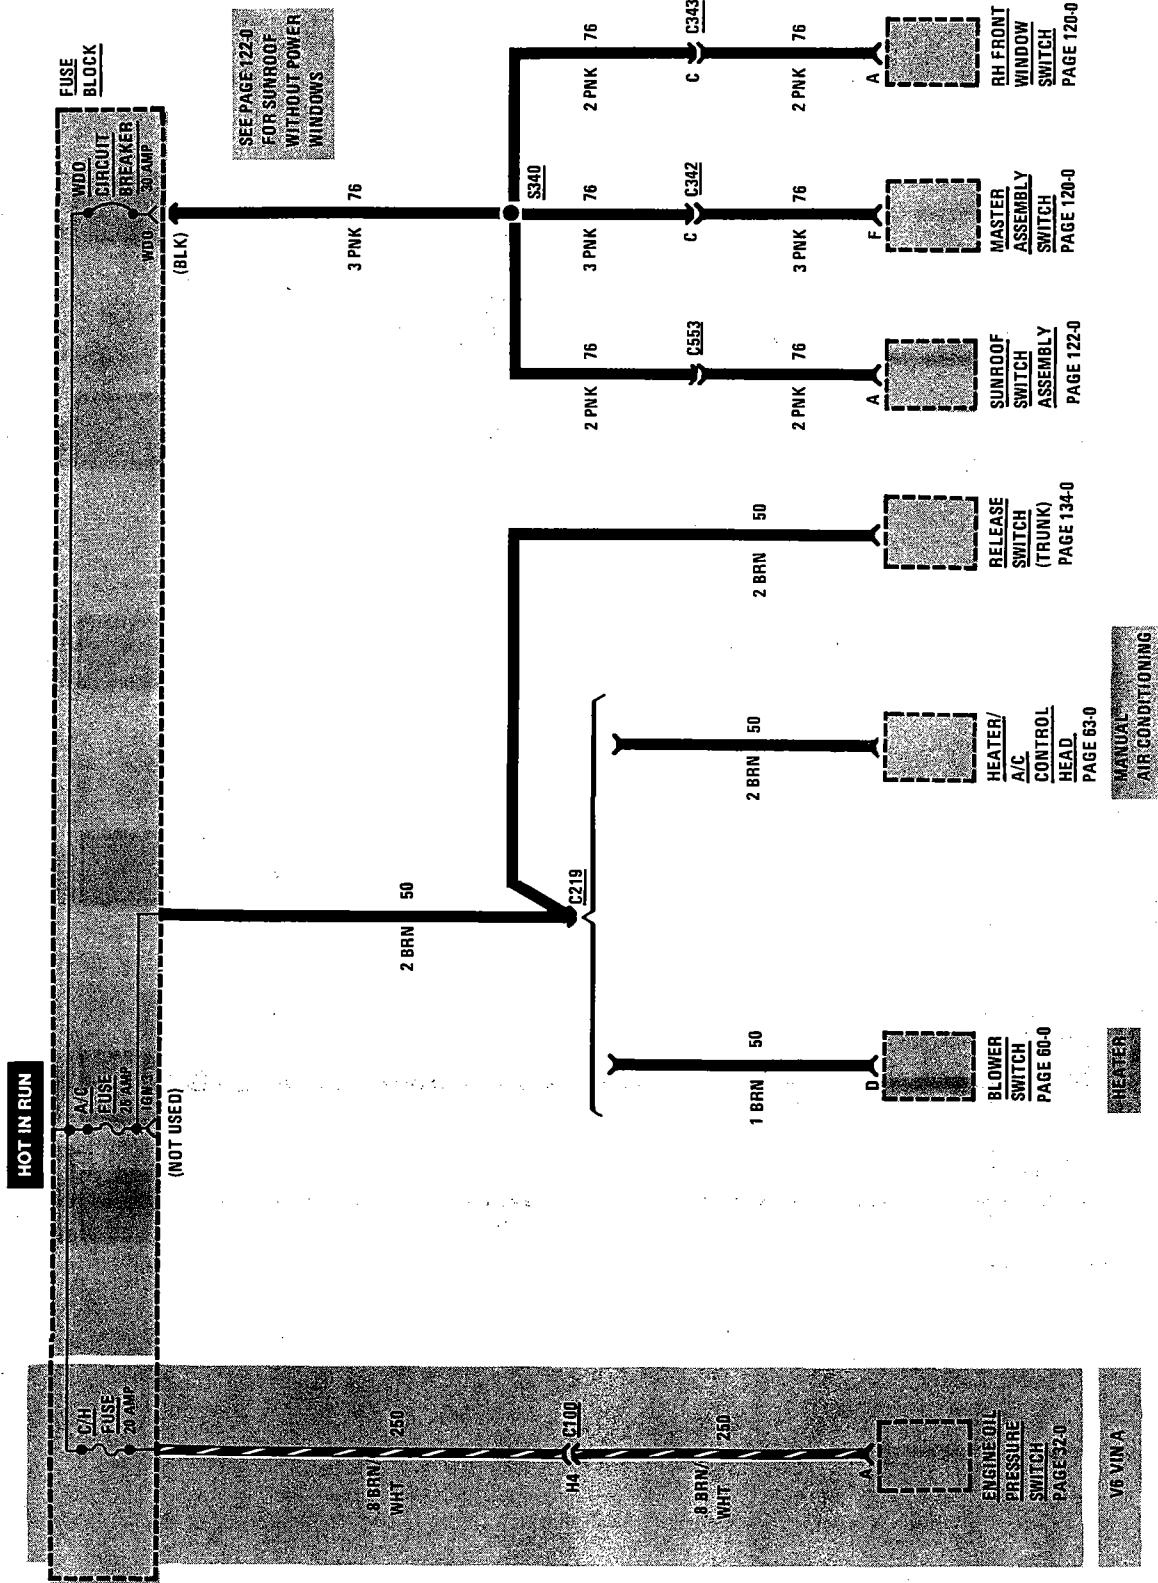 HOT IN RUN
FUSE
BLOCK
C/H
FUSE
20 AMP
A/C
FUSE
25 AMP
IGN
(NOT USED)
WDO
CIRCUIT
BREAKER
30 AMP
WDO
(BLK)
SEE PAGE 122-0
FOR SUNROOF
WITHOUT POWER
WINDOWS
.8 BRN/
WHT
250
H4
C100
.8 BRN/
WHT
250
A
ENGINE OIL
PRESSURE
SWITCH
PAGE 32-0
V6 VIN A
2 BRN
50
C219
1 BRN
50
D
BLOWER
SWITCH
PAGE 60-0
HEATER
2 BRN
50
HEATER/
A/C
CONTROL
HEAD
PAGE 63-0
MANUAL
AIR CONDITIONING
2 BRN
50
RELEASE
SWITCH
(TRUNK)
PAGE 134-0
3 PNK
76
S340
2 PNK
76
C553
2 PNK
76
A
SUNROOF
SWITCH
ASSEMBLY
PAGE 122-0
3 PNK
76
C
C342
3 PNK
76
F
MASTER
ASSEMBLY
SWITCH
PAGE 120-0
2 PNK
76
C
C343
2 PNK
76
A
RH FRONT
WINDOW
SWITCH
PAGE 120-0